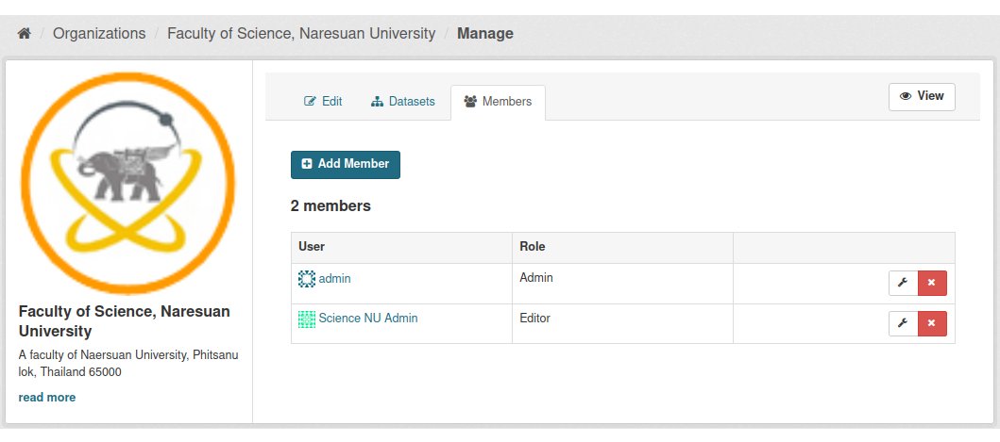 / Organizations / Faculty of Science, Naresuan University / Manage
Edit Datasets Members
View
Add Member
2 members
User Role
admin Admin
Science NU Admin Editor
Faculty of Science, Naresuan
University
A faculty of Naersuan University, Phitsanu
lok, Thailand 65000
read more